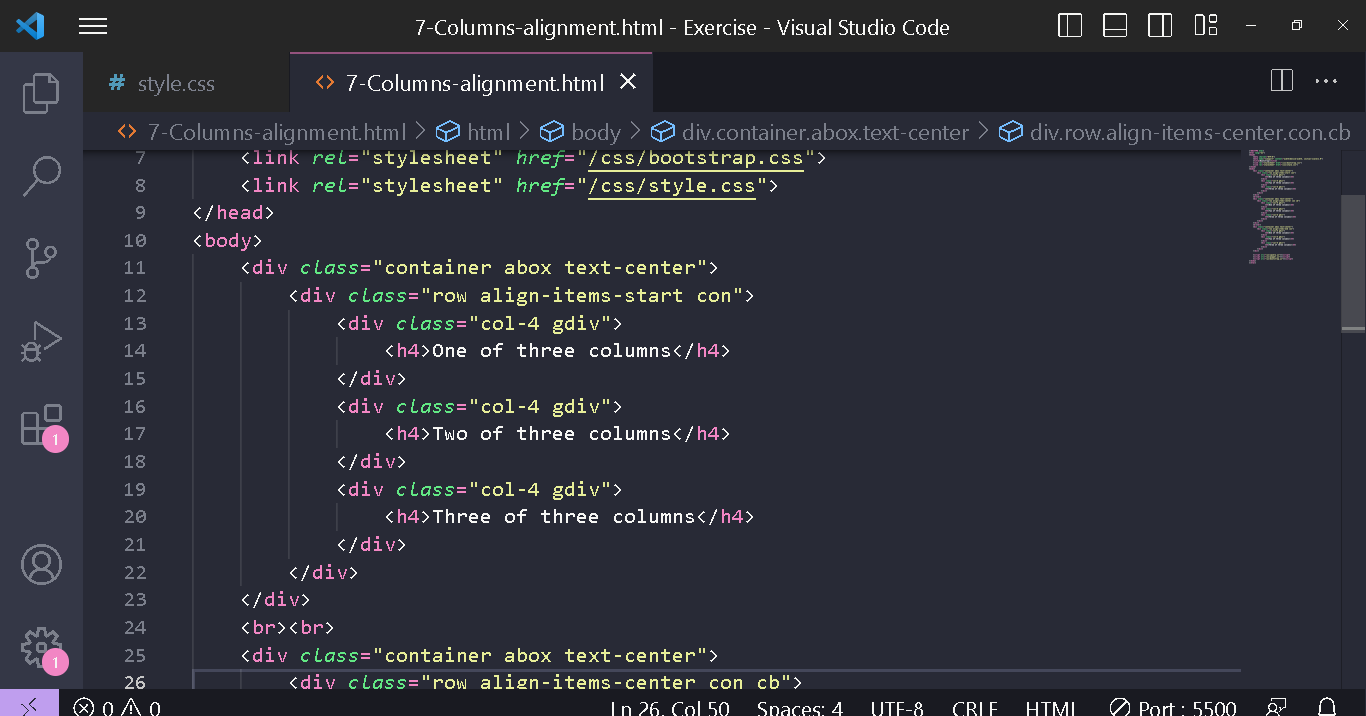 7-Columns-alignment.html - Exercise - Visual Studio Code
# style.css <> 7-Columns-alignment.html
<> 7-Columns-alignment.html > html > body > div.container.abox.text-center > div.row.align-items-center.con.cb
7 <link rel="stylesheet" href="/css/bootstrap.css">
8 <link rel="stylesheet" href="/css/style.css">
9 </head>
10 <body>
11 <div class="container abox text-center">
12 <div class="row align-items-start con">
13 <div class="col-4 gdiv">
14 <h4>One of three columns</h4>
15 </div>
16 <div class="col-4 gdiv">
17 <h4>Two of three columns</h4>
18 </div>
19 <div class="col-4 gdiv">
20 <h4>Three of three columns</h4>
21 </div>
22 </div>
23 </div>
24 <br><br>
25 <div class="container abox text-center">
26 <div class="row align-items-center con cb">
1
1
0 0 Ln 26, Col 50 Spaces: 4 UTF-8 CRLF HTML Port : 5500